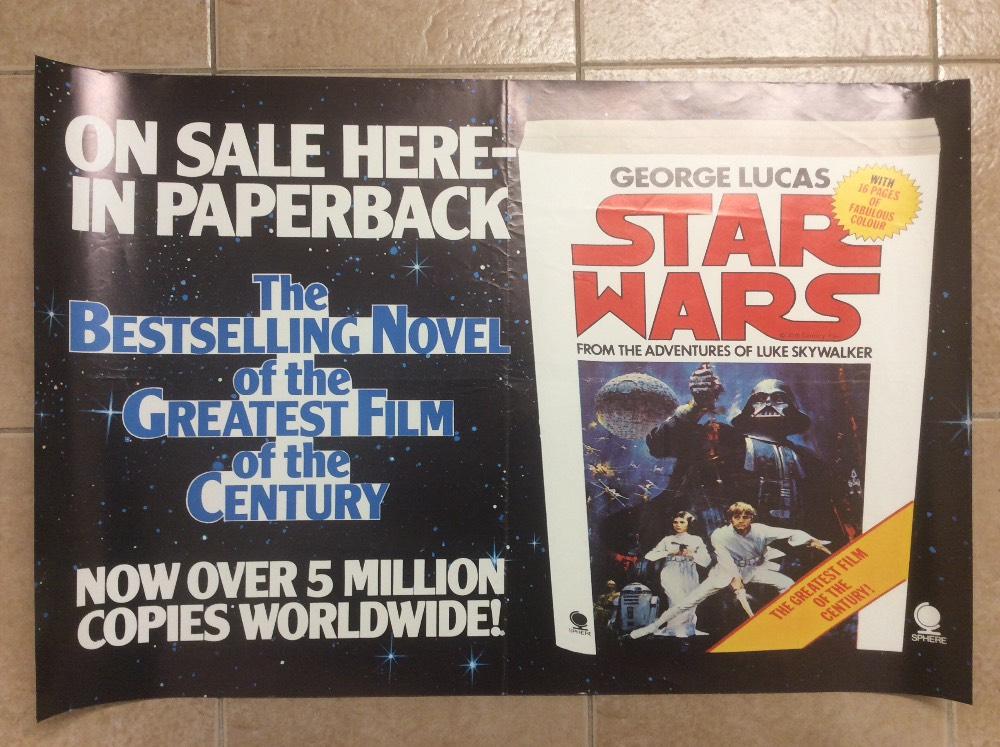 ON SALE HERE-
IN PAPERBACK
The
BESTSELLING NOVEL
of the
GREATEST FILM
of the
CENTURY
NOW OVER 5 MILLION
COPIES WORLDWIDE!
GEORGE LUCAS
WITH
16 PAGES
OF
FABULOUS
COLOUR
STAR
WARS
FROM THE ADVENTURES OF LUKE SKYWALKER
THE GREATEST FILM
OF THE
CENTURY!
SPHERE
SPHERE